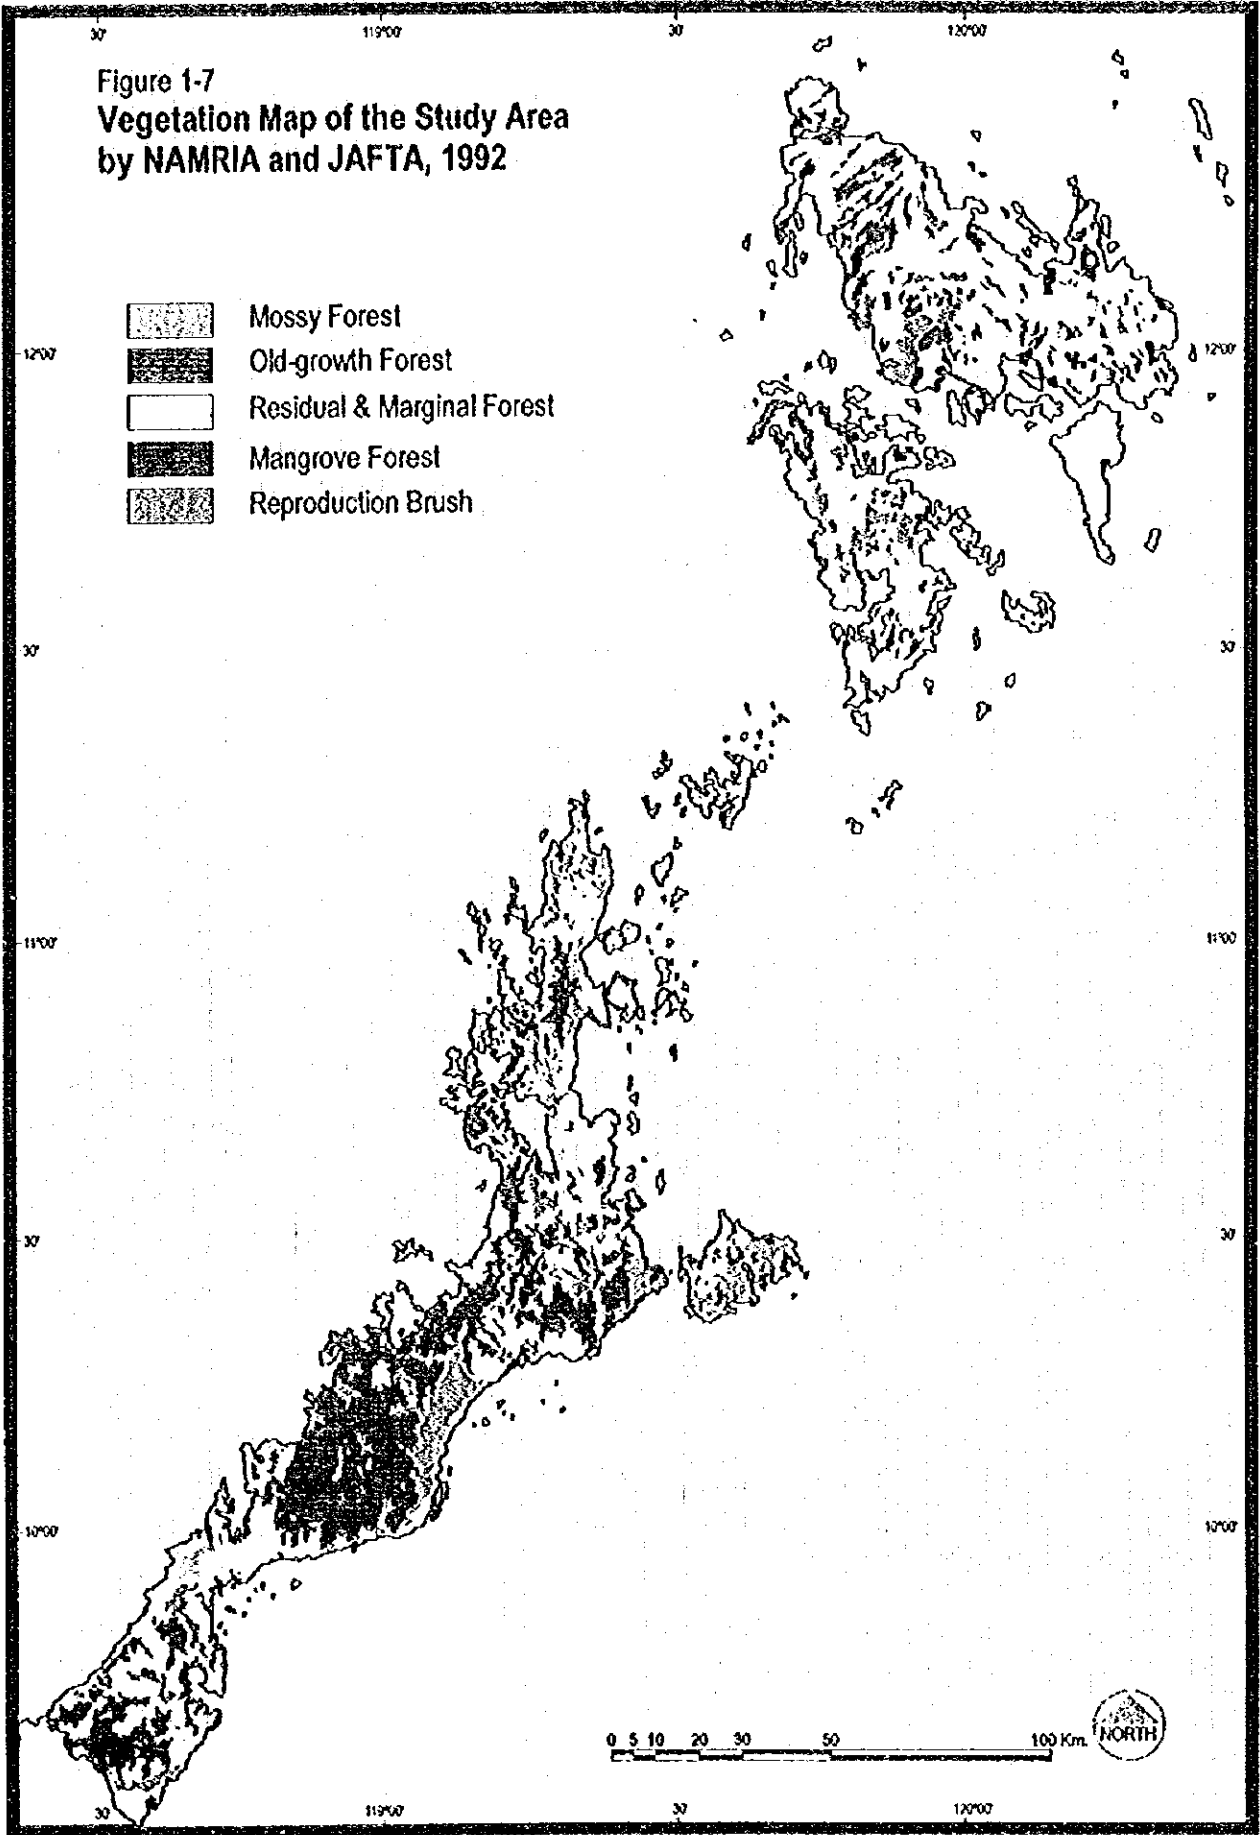 30' 119°00' 30' 120°00'
Figure 1-7
Vegetation Map of the Study Area
by NAMRIA and JAFTA, 1992
Mossy Forest
12°00' Old-growth Forest 12°00'
Residual & Marginal Forest
Mangrove Forest
Reproduction Brush
30' 30'
11°00' 11°00'
30' 30'
10°00' 10°00'
0 5 10 20 30 50 100 Km.
NORTH
30' 119°00' 30' 120°00'